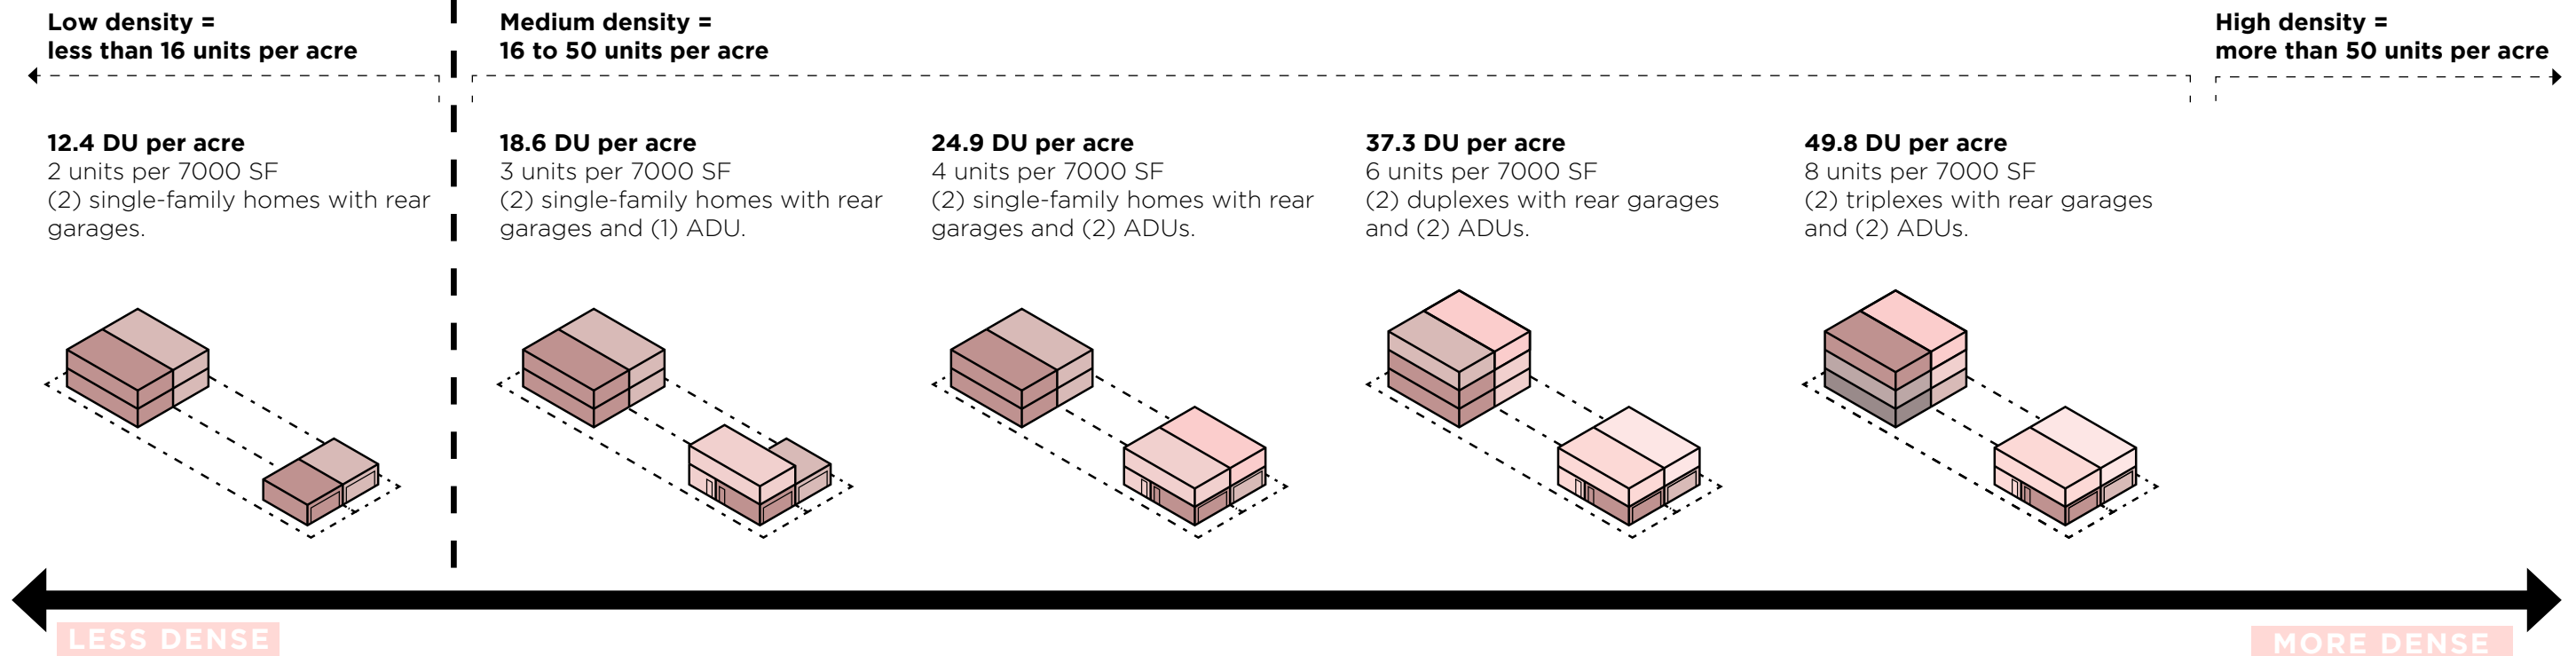 Low density =
less than 16 units per acre
Medium density =
16 to 50 units per acre
High density =
more than 50 units per acre
12.4 DU per acre
2 units per 7000 SF
(2) single-family homes with rear
garages.
18.6 DU per acre
3 units per 7000 SF
(2) single-family homes with rear
garages and (1) ADU.
24.9 DU per acre
4 units per 7000 SF
(2) single-family homes with rear
garages and (2) ADUs.
37.3 DU per acre
6 units per 7000 SF
(2) duplexes with rear garages
and (2) ADUs.
49.8 DU per acre
8 units per 7000 SF
(2) triplexes with rear garages
and (2) ADUs.
LESS DENSE
MORE DENSE